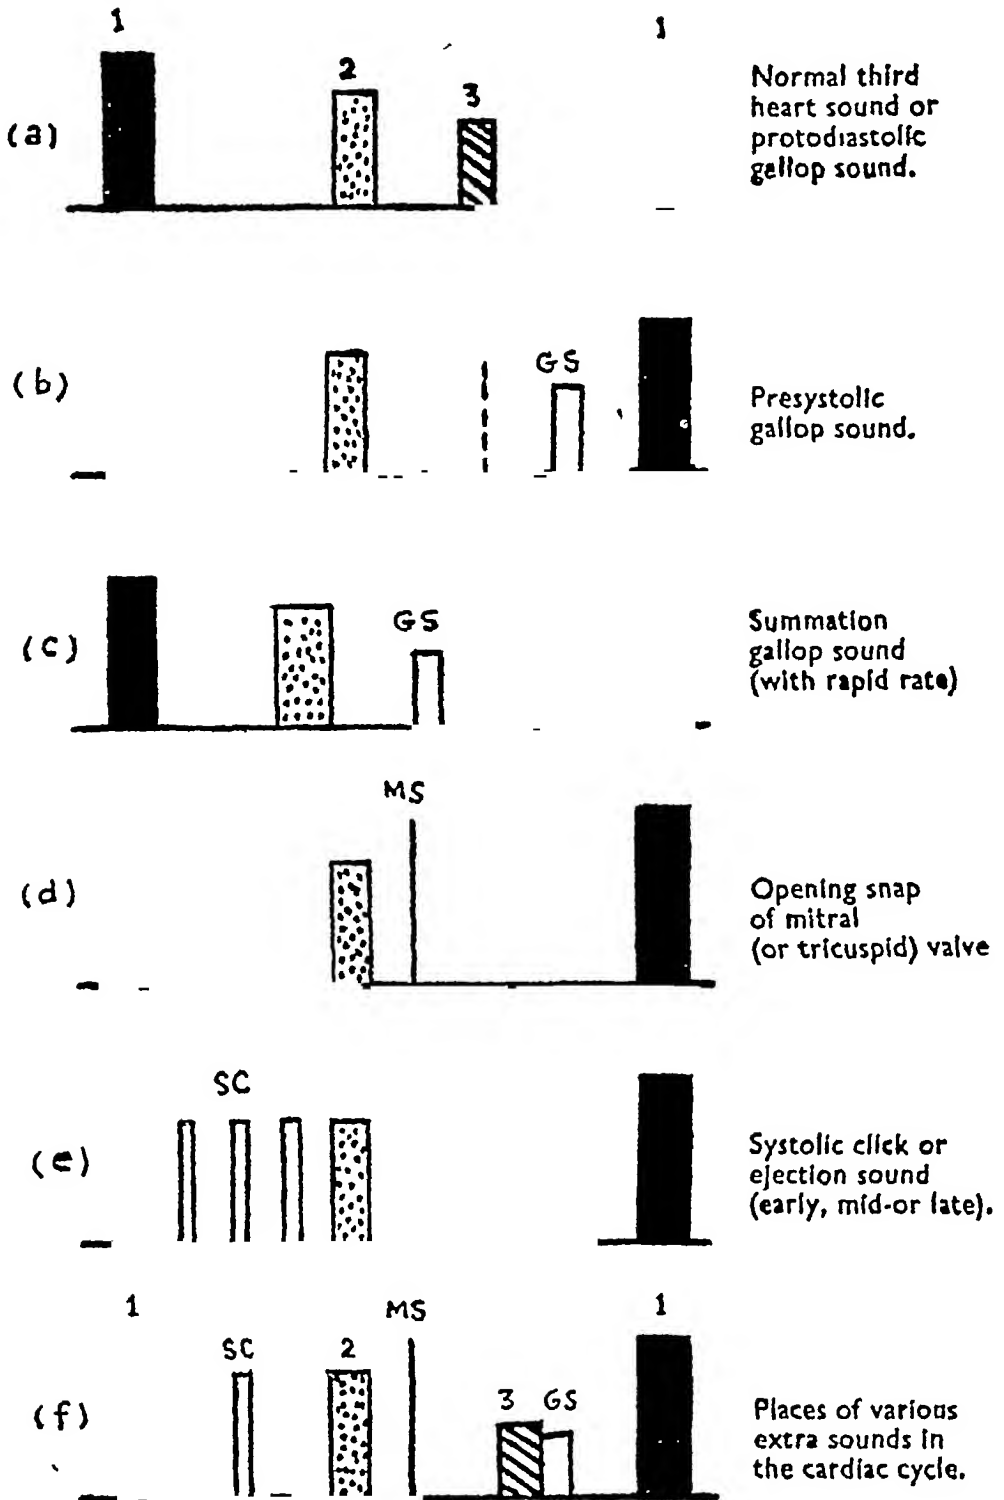 1 1
2
3
(a)
Normal third
heart sound or
protodiastolic
gallop sound.
(b)
GS
Presystolic
gallop sound.
(c)
GS
Summation
gallop sound
(with rapid rate)
MS
(d)
Opening snap
of mitral
(or tricuspid) valve
SC
(e)
Systolic click or
ejection sound
(early, mid-or late).
1 MS 1
SC 2
3 GS
(f)
Places of various
extra sounds in
the cardiac cycle.